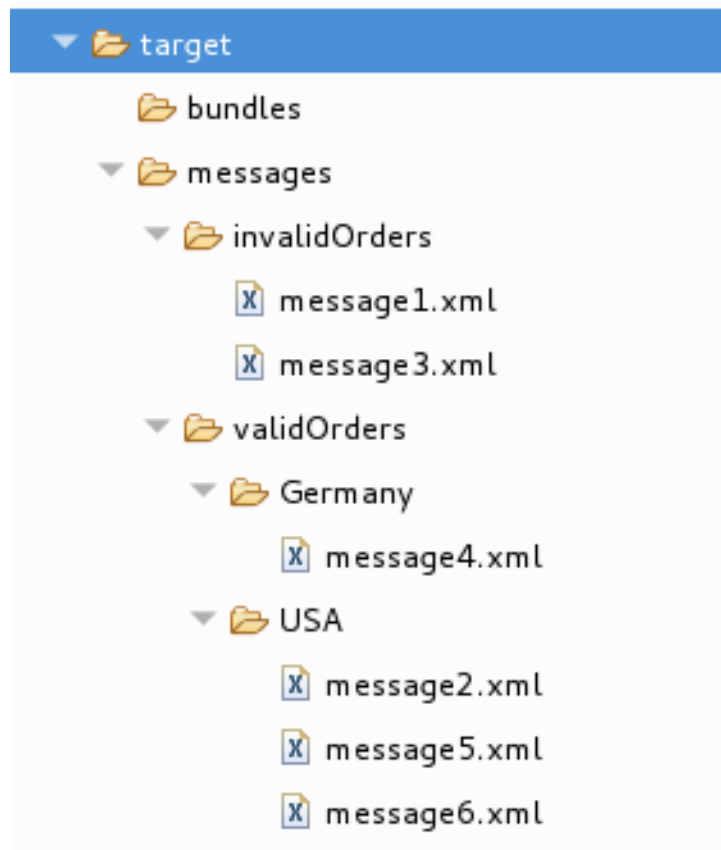 target
bundles
messages
invalidOrders
message1.xml
message3.xml
validOrders
Germany
message4.xml
USA
message2.xml
message5.xml
message6.xml